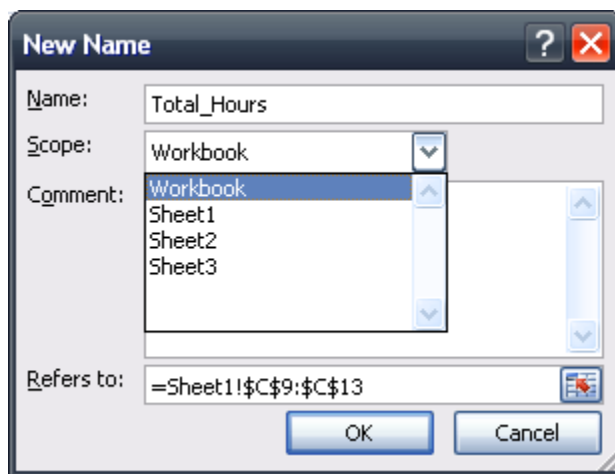 New Name
Name: Total_Hours
Scope: Workbook
Comment: Workbook
Sheet1
Sheet2
Sheet3
Refers to: =Sheet1!$C$9:$C$13
OK Cancel